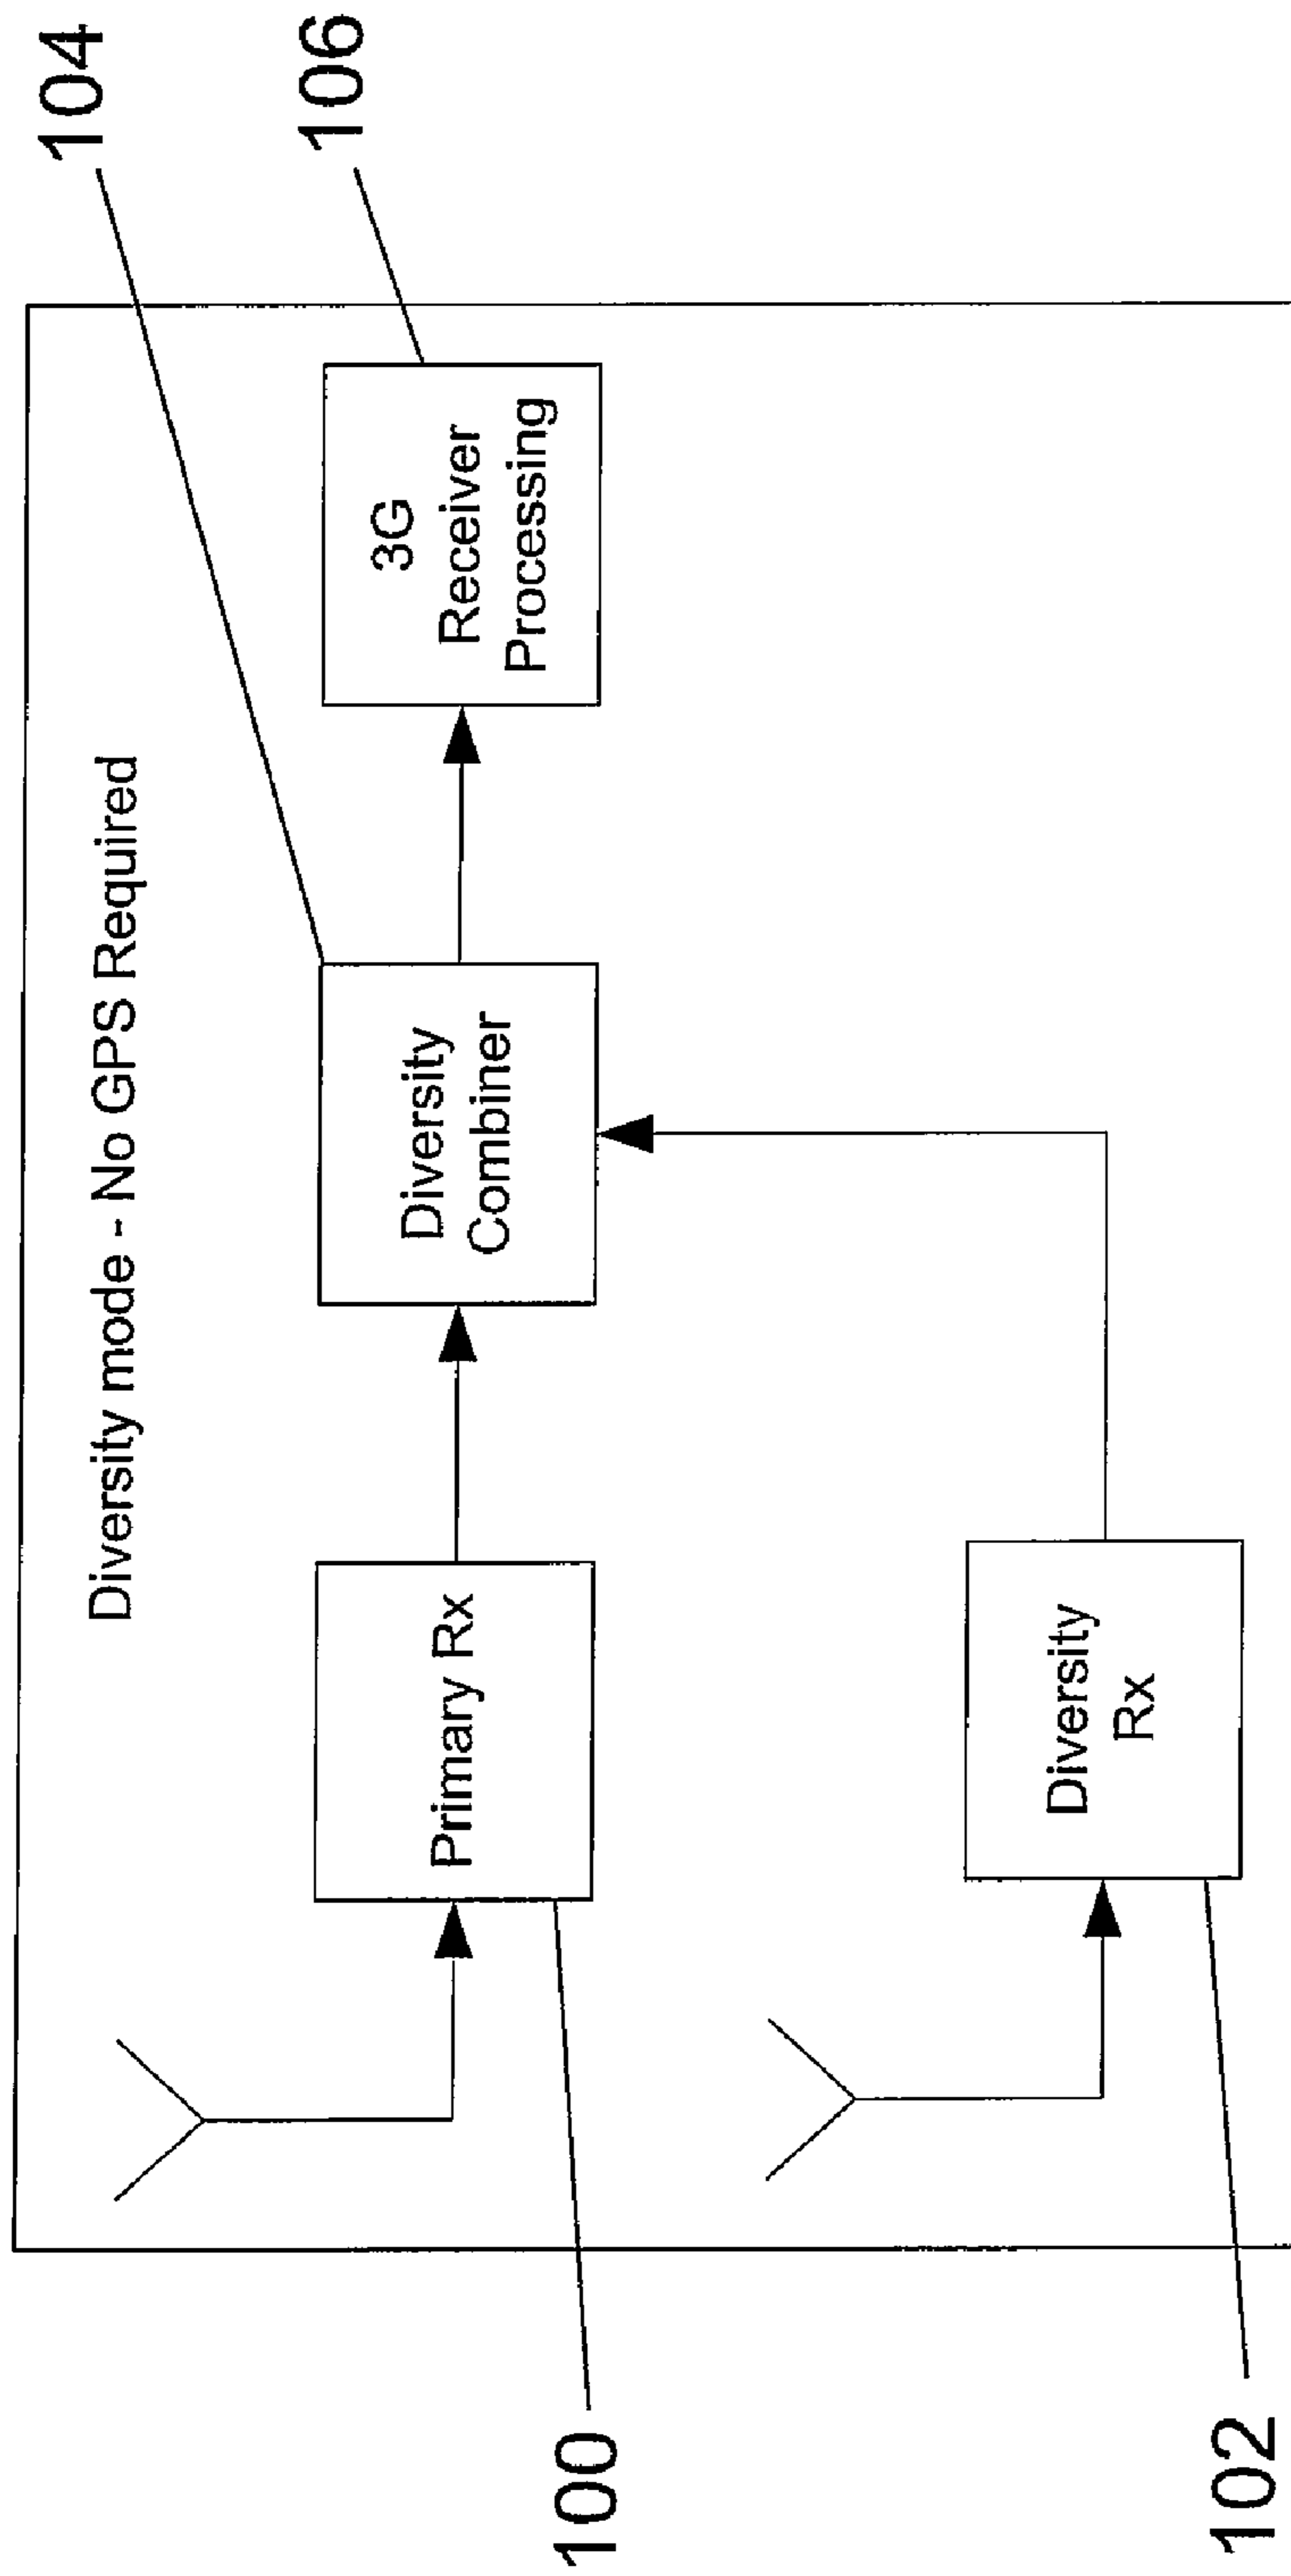 104
106
Diversity mode - No GPS Required
Primary Rx
Diversity
Combiner
3G
Receiver
Processing
Diversity
Rx
100
102